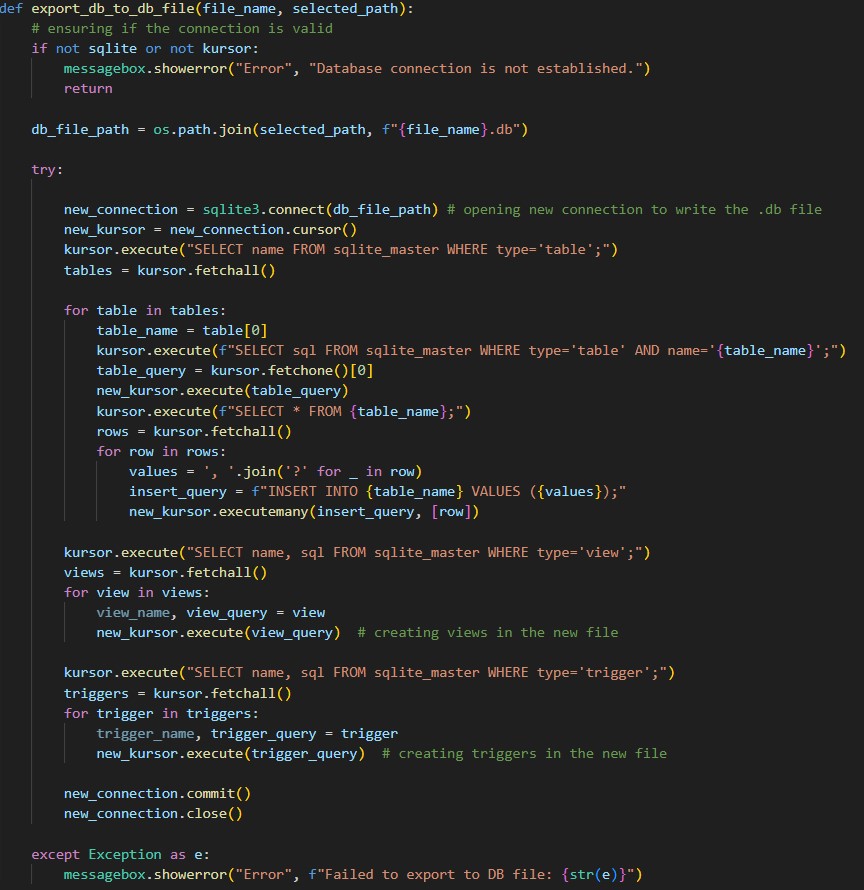 def export_db_to_db_file(file_name, selected_path):
    # ensuring if the connection is valid
    if not sqlite or not kursor:
        messagebox.showerror("Error", "Database connection is not established.")
        return

    db_file_path = os.path.join(selected_path, f"{file_name}.db")

    try:

        new_connection = sqlite3.connect(db_file_path) # opening new connection to write the .db file
        new_kursor = new_connection.cursor()
        kursor.execute("SELECT name FROM sqlite_master WHERE type='table';")
        tables = kursor.fetchall()

        for table in tables:
            table_name = table[0]
            kursor.execute(f"SELECT sql FROM sqlite_master WHERE type='table' AND name='{table_name}';")
            table_query = kursor.fetchone()[0]
            new_kursor.execute(table_query)
            kursor.execute(f"SELECT * FROM {table_name};")
            rows = kursor.fetchall()
            for row in rows:
                values = ', '.join('?' for _ in row)
                insert_query = f"INSERT INTO {table_name} VALUES ({values});"
                new_kursor.executemany(insert_query, [row])

        kursor.execute("SELECT name, sql FROM sqlite_master WHERE type='view';")
        views = kursor.fetchall()
        for view in views:
            view_name, view_query = view
            new_kursor.execute(view_query)  # creating views in the new file

        kursor.execute("SELECT name, sql FROM sqlite_master WHERE type='trigger';")
        triggers = kursor.fetchall()
        for trigger in triggers:
            trigger_name, trigger_query = trigger
            new_kursor.execute(trigger_query)  # creating triggers in the new file

        new_connection.commit()
        new_connection.close()

    except Exception as e:
        messagebox.showerror("Error", f"Failed to export to DB file: {str(e)}")